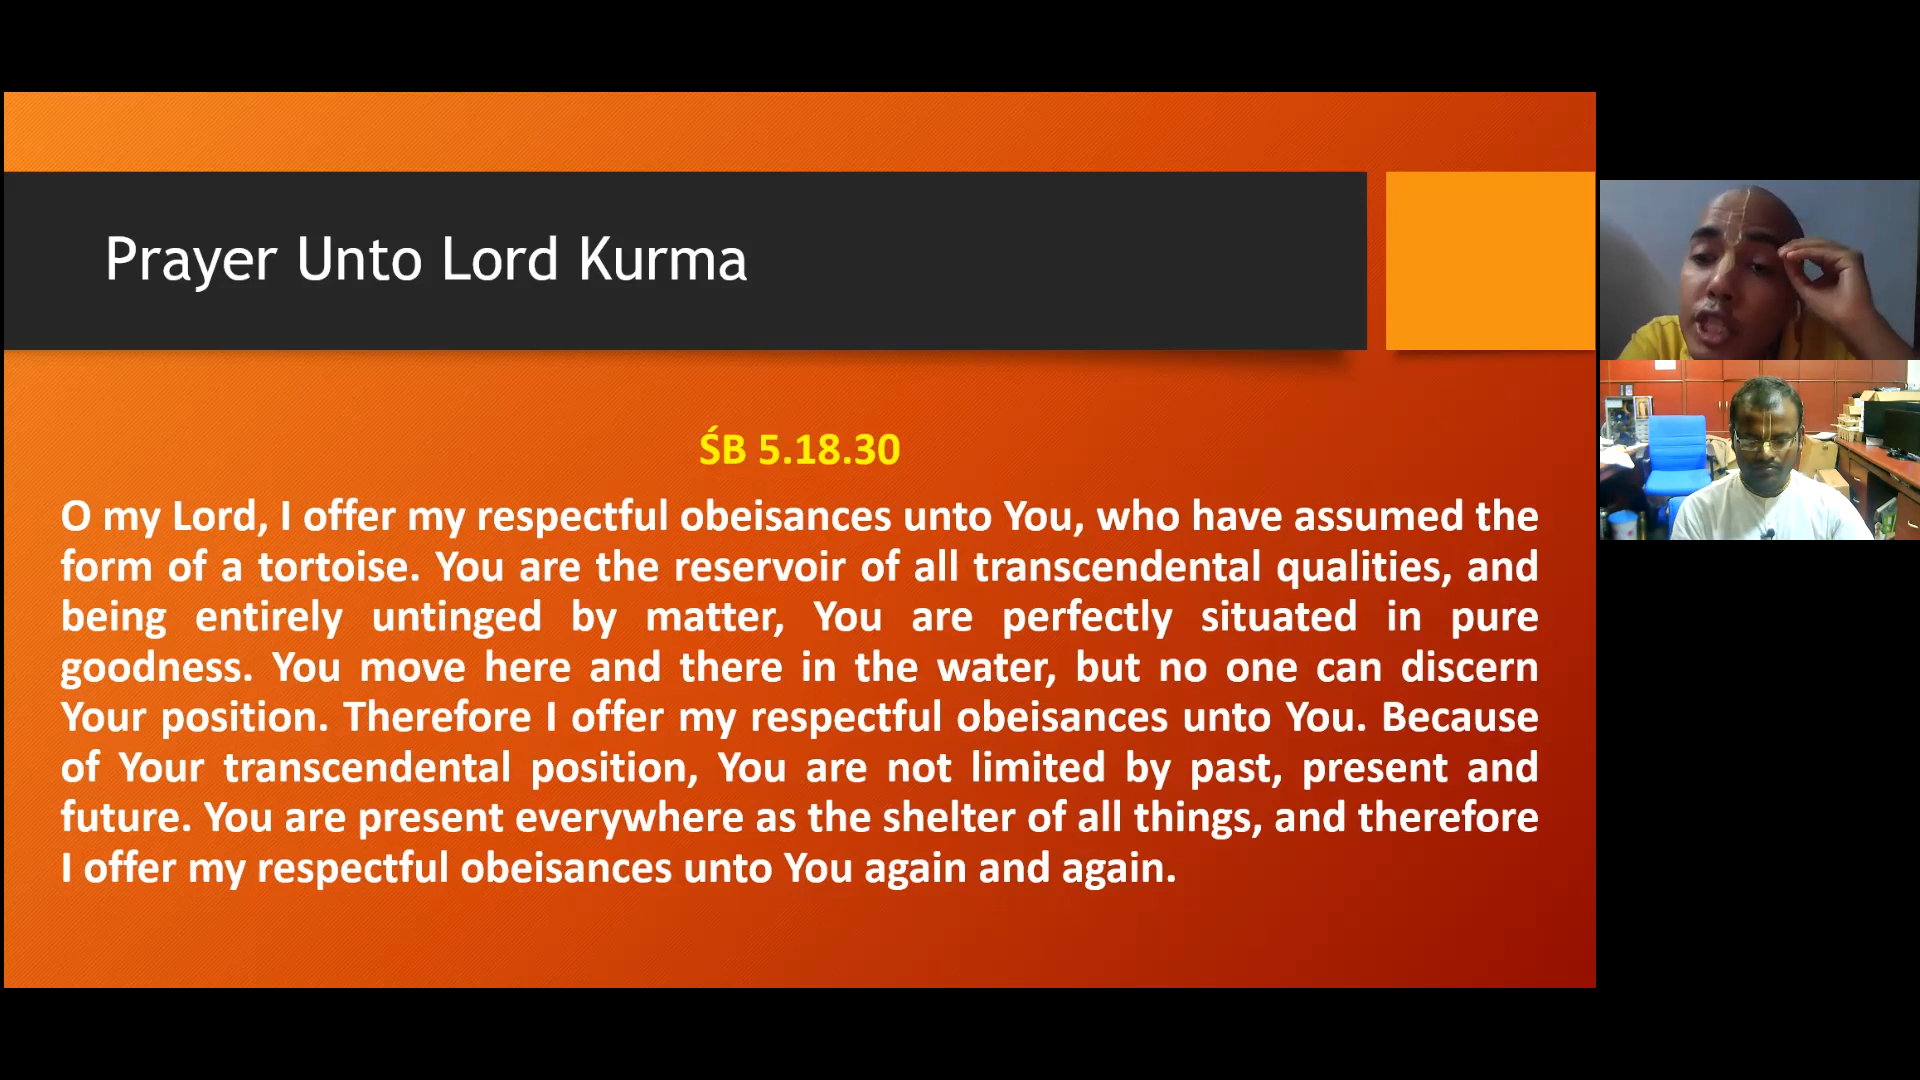 Prayer Unto Lord Kurma
ŚB 5.18.30
O my Lord, I offer my respectful obeisances unto You, who have assumed the
form of a tortoise. You are the reservoir of all transcendental qualities, and
being entirely untinged by matter, You are perfectly situated in pure
goodness. You move here and there in the water, but no one can discern
Your position. Therefore I offer my respectful obeisances unto You. Because
of Your transcendental position, You are not limited by past, present and
future. You are present everywhere as the shelter of all things, and therefore
I offer my respectful obeisances unto You again and again.